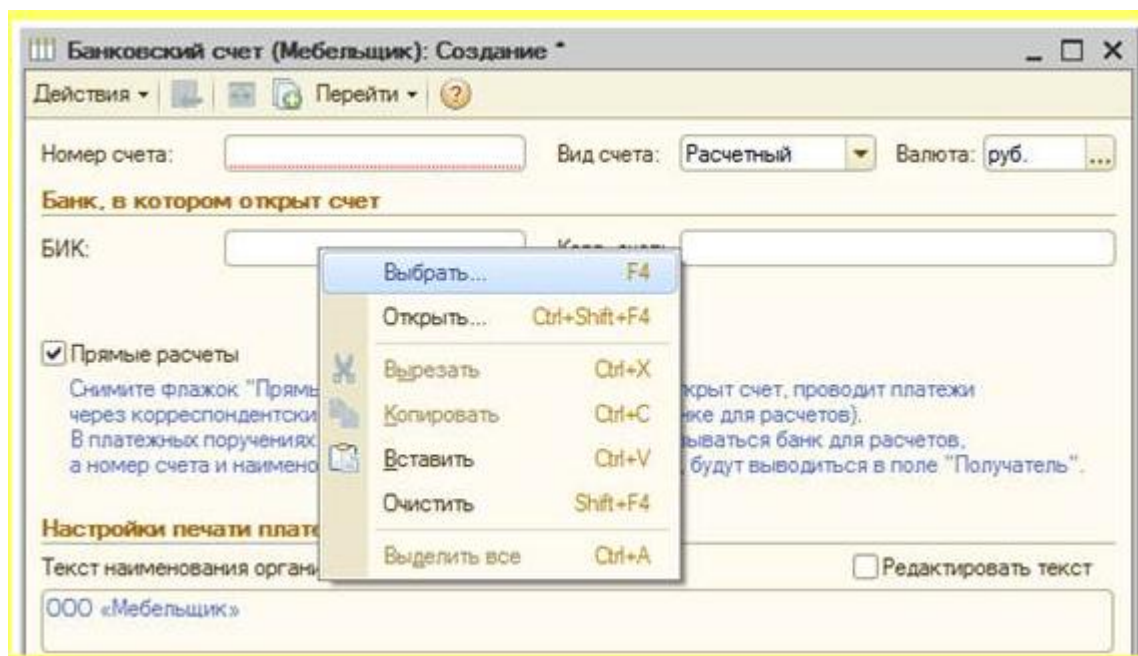 Банковский счет (Мебельщик): Создание *
Действия Перейти
Номер счета: Вид счета: Расчетный Валюта: руб. ...
Банк, в котором открыт счет
БИК:
Выбрать... F4
Открыть... Ctrl+Shift+F4
Вырезать Ctrl+X
Копировать Ctrl+C
Вставить Ctrl+V
Очистить Shift+F4
Выделить все Ctrl+A
Прямые расчеты
Снимите флажок "Прямы крыт счет, проводит платежи
через корреспондентски нке для расчетов).
В платежных поручениях ываться банк для расчетов,
а номер счета и наимено , будут выводиться в поле "Получатель".
Настройки печати плате
Текст наименования органи Редактировать текст
ООО «Мебельщик»